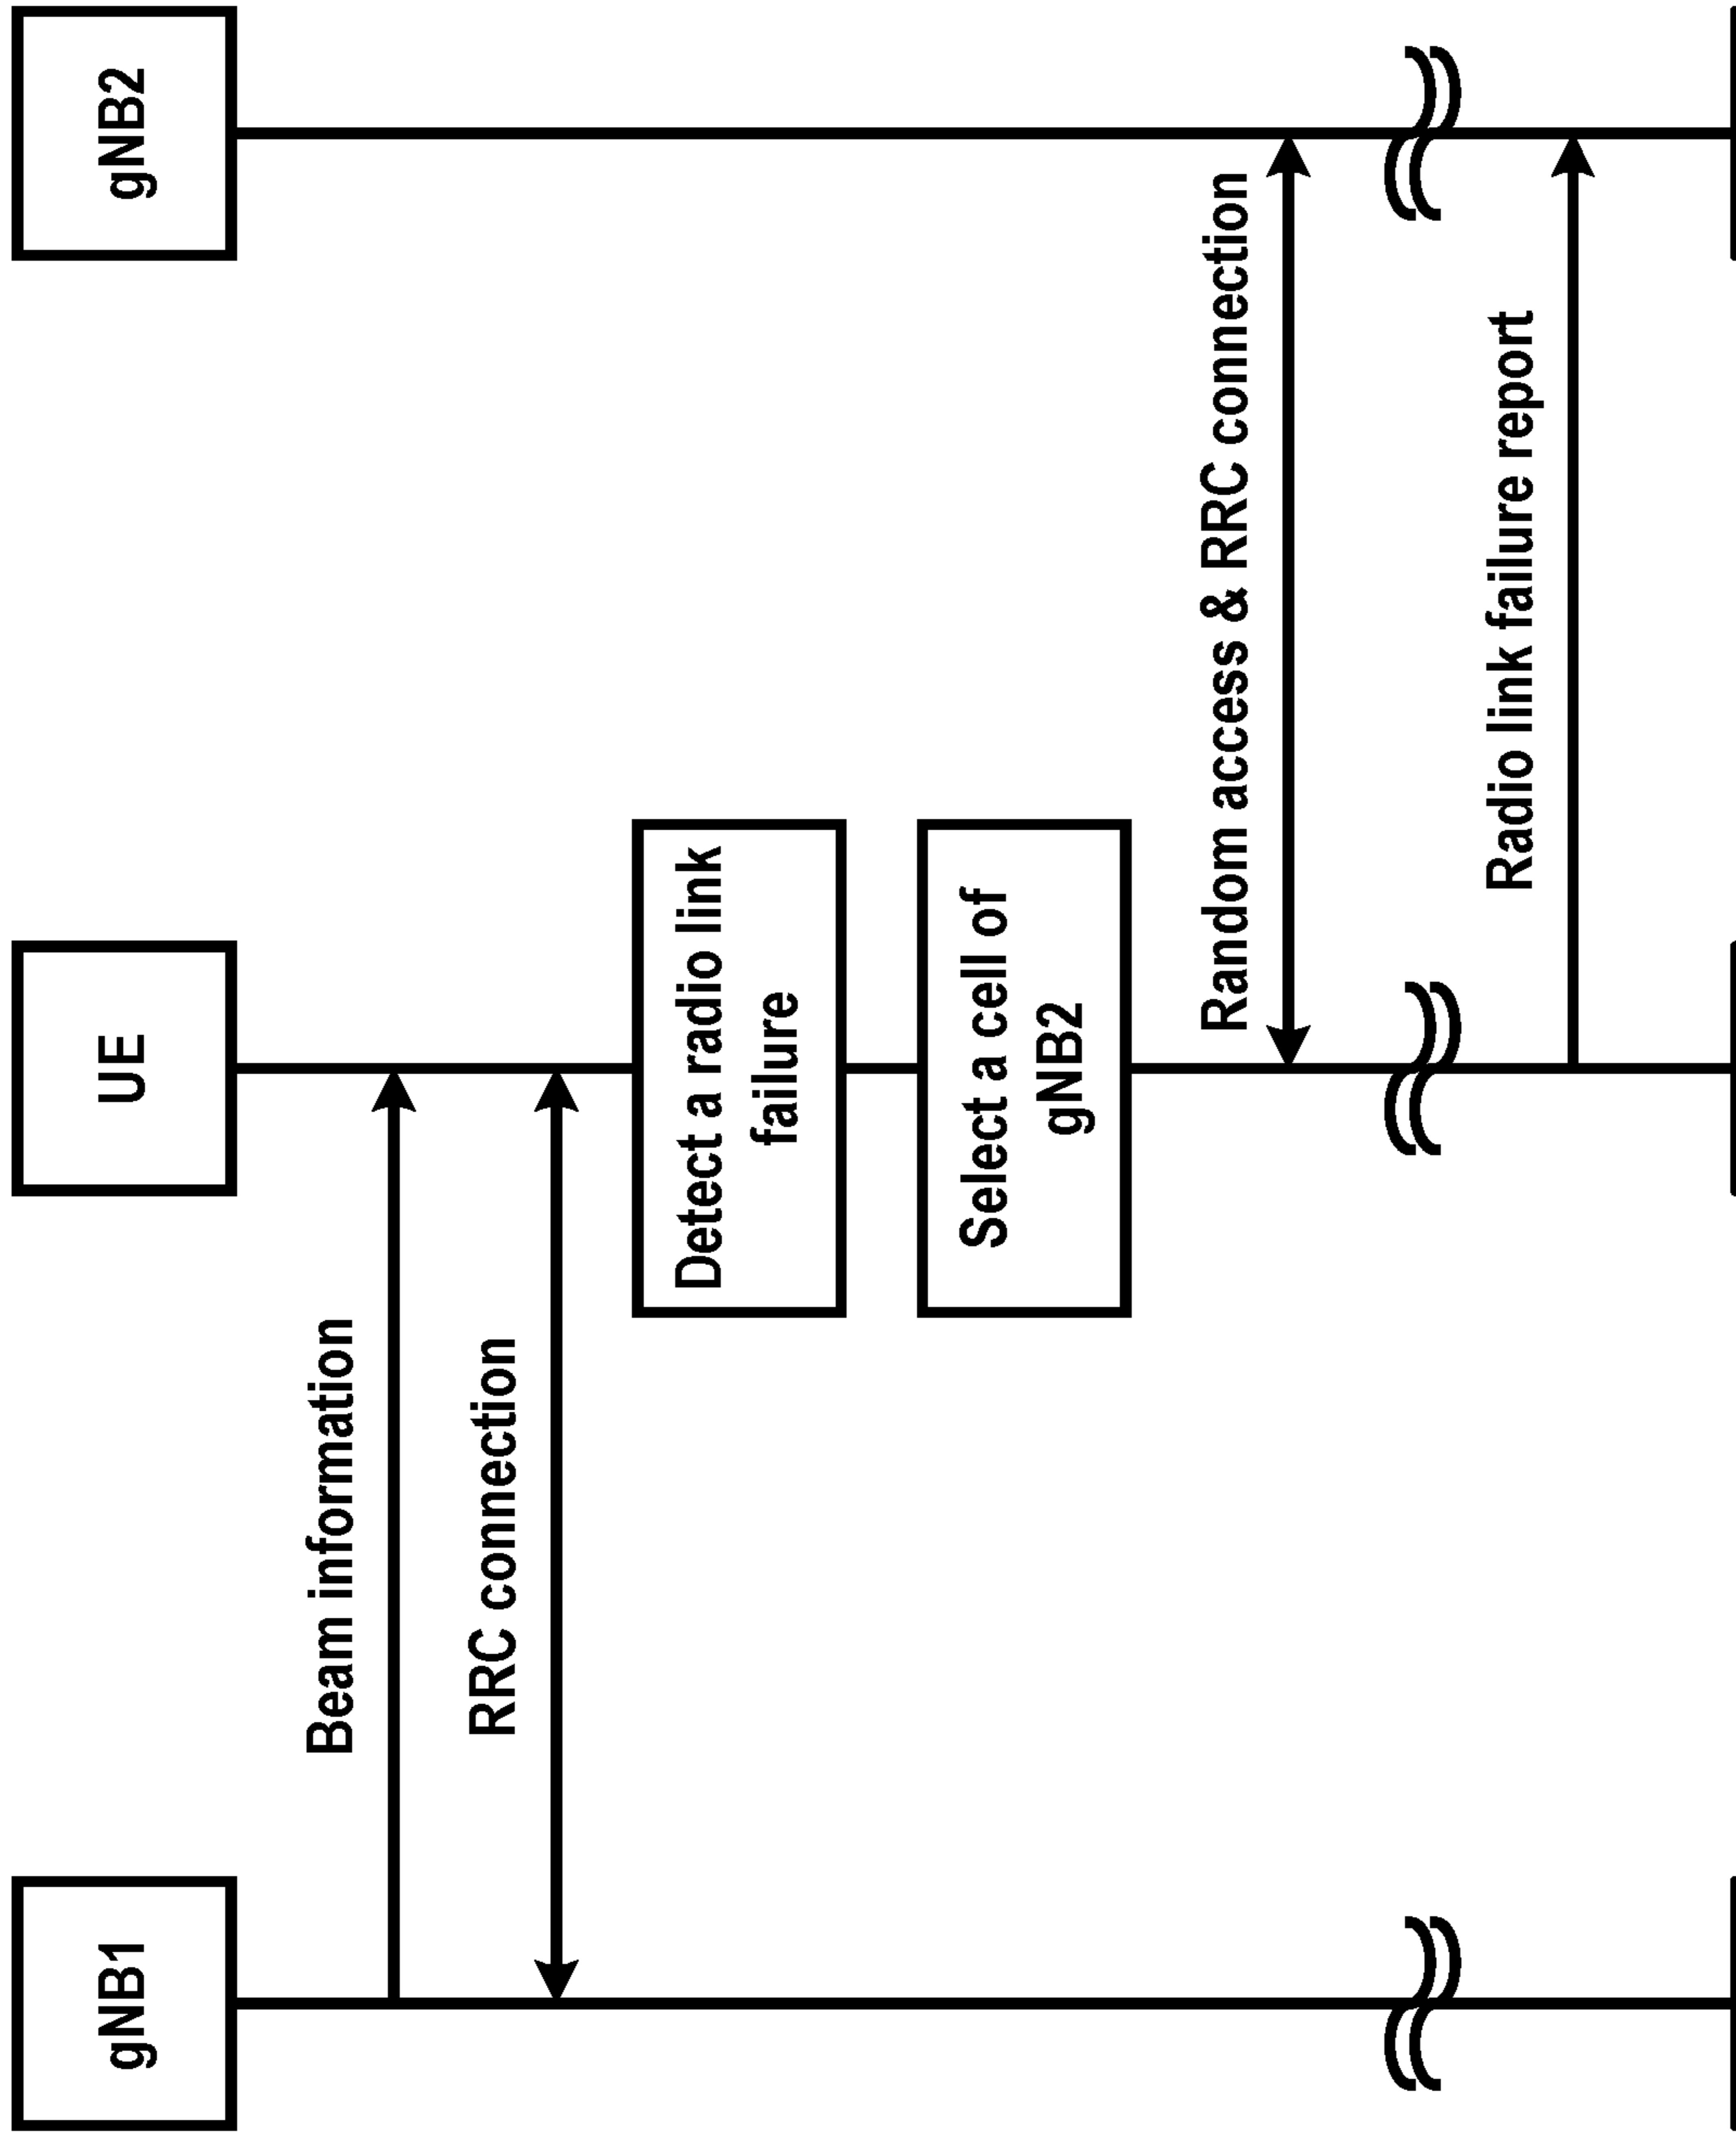 gNB1
UE
gNB2
Beam information
RRC connection
Detect a radio link
failure
Select a cell of
gNB2
Random access & RRC connection
Radio link failure report